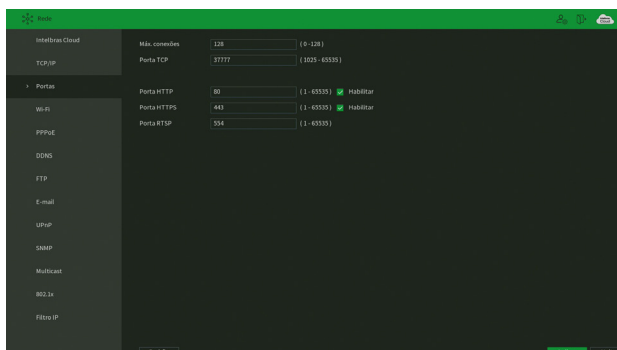 Rede
Intelbras Cloud
TCP/IP
Portas
Wi-Fi
PPPoE
DDNS
FTP
E-mail
UPnP
SNMP
Multicast
802.1x
Filtro IP
Máx. conexões 128 (0-128)
Porta TCP 37777 (1025 - 65535)
Porta HTTP 80 (1 - 65535) Habilitar
Porta HTTPS 443 (1 - 65535) Habilitar
Porta RTSP 554 (1 - 65535)